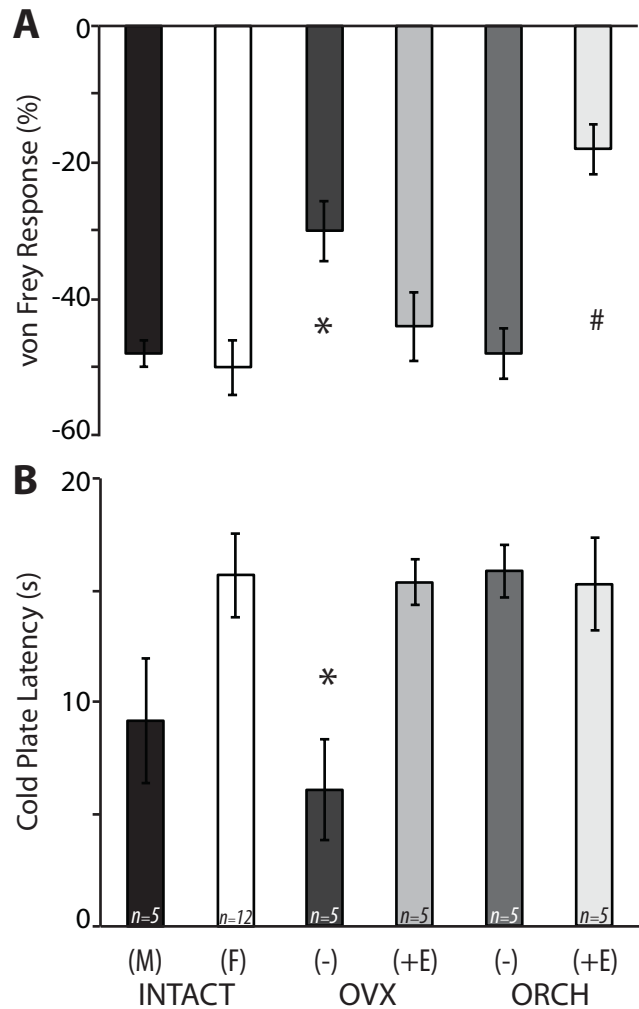 A
von Frey Response (%)
0
-20
-40
-60
*
#
B
Cold Plate Latency (s)
20
10
0
*
n=5 n=12 n=5 n=5 n=5 n=5
(M) (F) (-) (+E) (-) (+E)
INTACT OVX ORCH